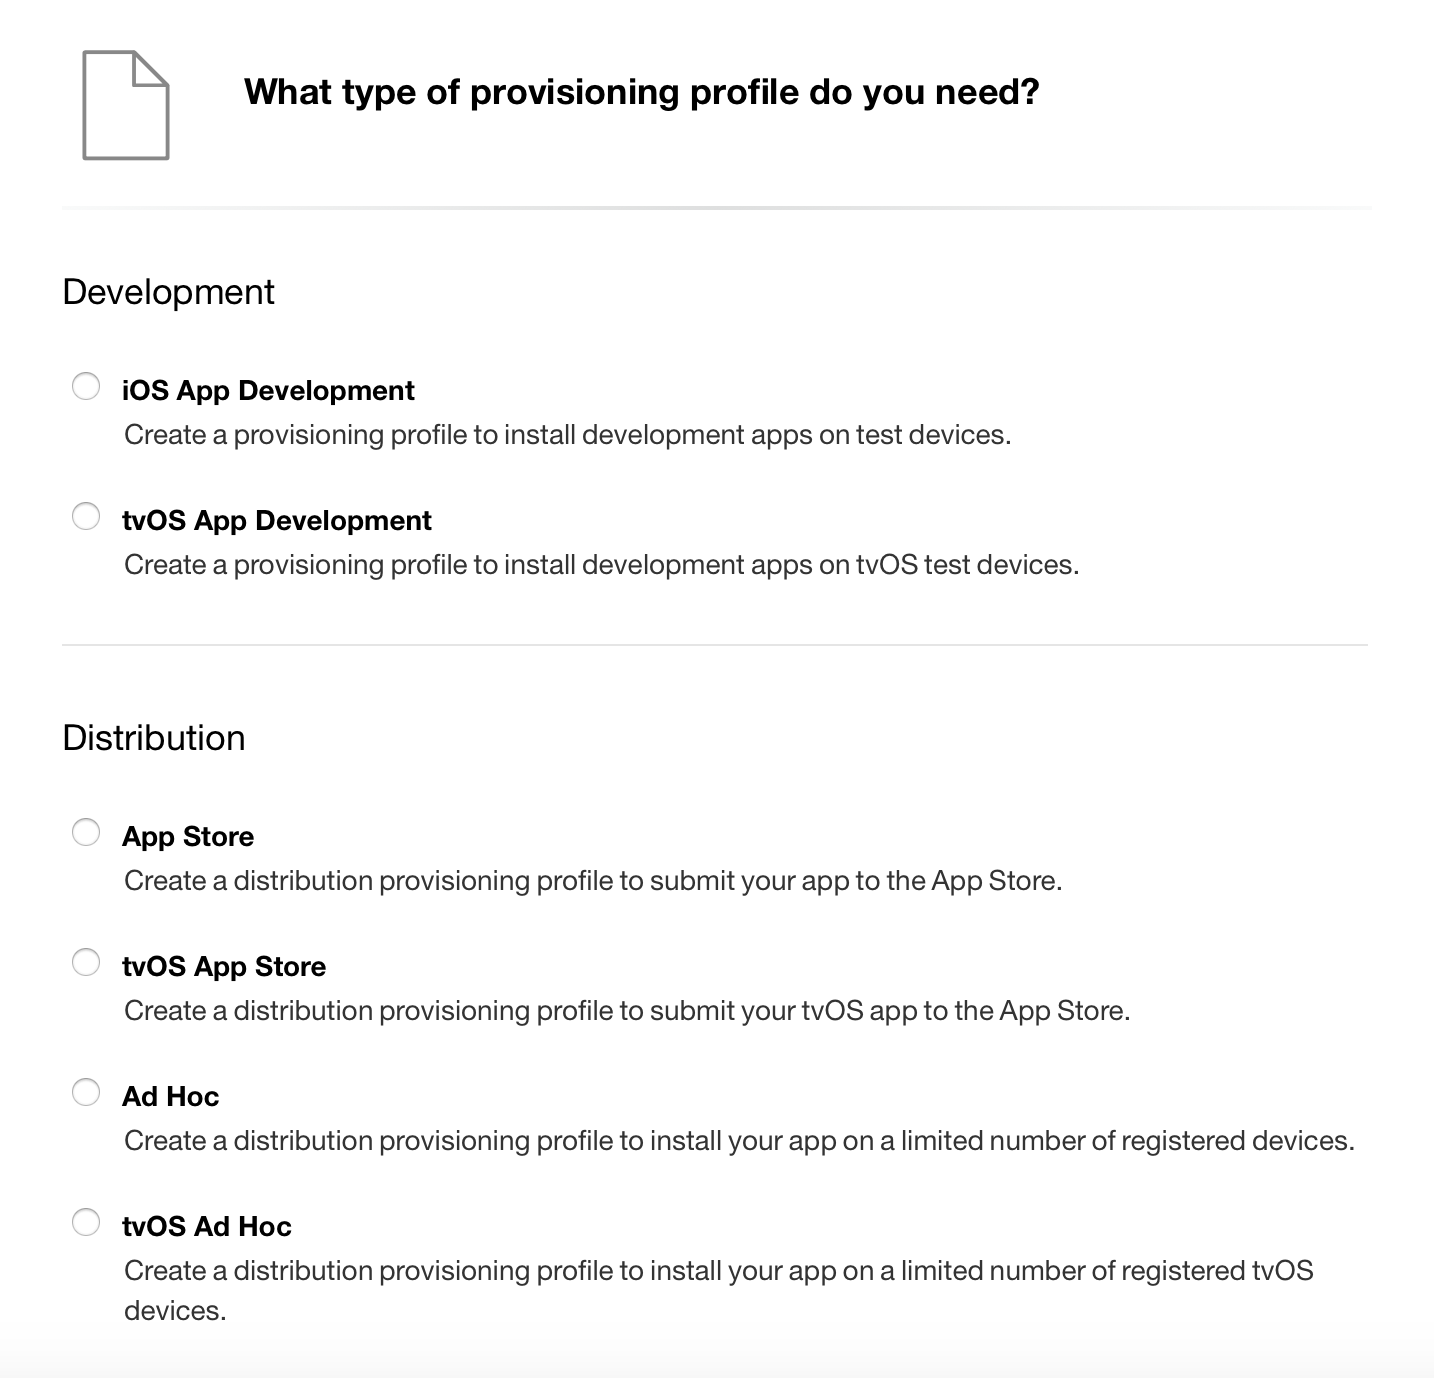 What type of provisioning profile do you need?
Development
iOS App Development
Create a provisioning profile to install development apps on test devices.
tvOS App Development
Create a provisioning profile to install development apps on tvOS test devices.
Distribution
App Store
Create a distribution provisioning profile to submit your app to the App Store.
tvOS App Store
Create a distribution provisioning profile to submit your tvOS app to the App Store.
Ad Hoc
Create a distribution provisioning profile to install your app on a limited number of registered devices.
tvOS Ad Hoc
Create a distribution provisioning profile to install your app on a limited number of registered tvOS
devices.